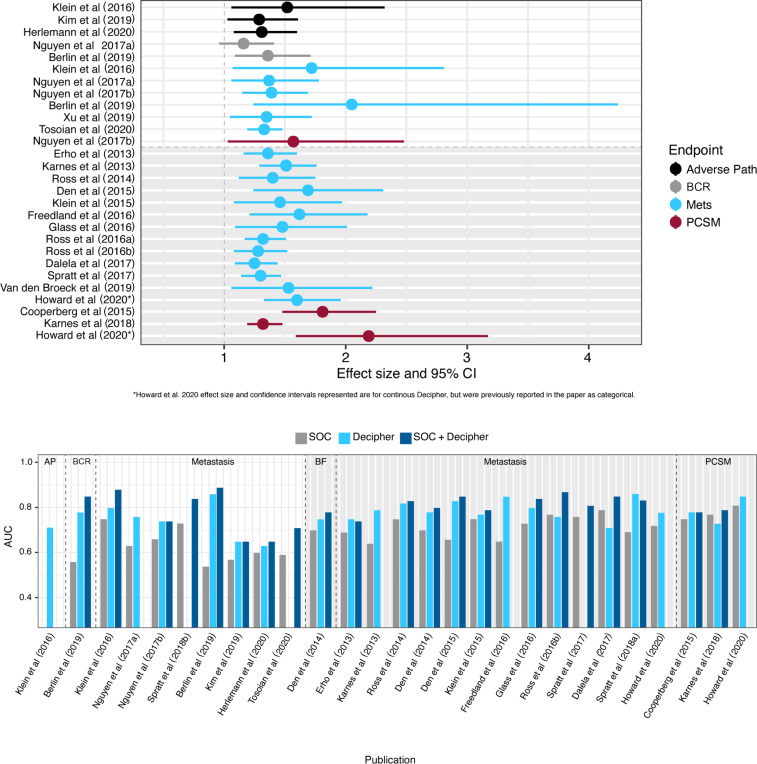 Klein et al (2016)
Kim et al (2019)
Herlemann et al (2020)
Nguyen et al 2017a)
Berlin et al (2019)
Klein et al (2016)
Nguyen et al (2017a)
Nguyen et al (2017b)
Berlin et al (2019)
Xu et al (2019)
Tosoian et al (2020)
Nguyen et al (2017b)
Erho et al (2013)
Karnes et al (2013)
Ross et al (2014)
Den et al (2015)
Klein et al (2015)
Freedland et al (2016)
Glass et al (2016)
Ross et al (2016a)
Ross et al (2016b)
Dalela et al (2017)
Spratt et al (2017)
Van den Broeck et al (2019)
Howard et al (2020*)
Cooperberg et al (2015)
Karnes et al (2018)
Howard et al (2020*)
1 2 3 4
Effect size and 95% CI
Endpoint
Adverse Path
BCR
Mets
PCSM
*Howard et al. 2020 effect size and confidence intervals represented are for continous Decipher, but were previously reported in the paper as categorical.
SOC Decipher SOC + Decipher
AP BCR Metastasis BF Metastasis PCSM
1.0
0.8
0.6
0.4
AUC
Klein et al (2016)
Berlin et al (2019)
Klein et al (2016)
Nguyen et al (2017a)
Nguyen et al (2017b)
Spratt et al (2018b)
Berlin et al (2019)
Kim et al (2019)
Herlemann et al (2020)
Tosoian et al (2020)
Den et al (2014)
Erho et al (2013)
Karnes et al (2013)
Ross et al (2014)
Den et al (2014)
Den et al (2015)
Klein et al (2015)
Freedland et al (2016)
Glass et al (2016)
Ross et al (2016b)
Spratt et al (2017)
Dalela et al (2017)
Spratt et al (2018a)
Howard et al (2020)
Cooperberg et al (2015)
Karnes et al (2018)
Howard et al (2020)
Publication